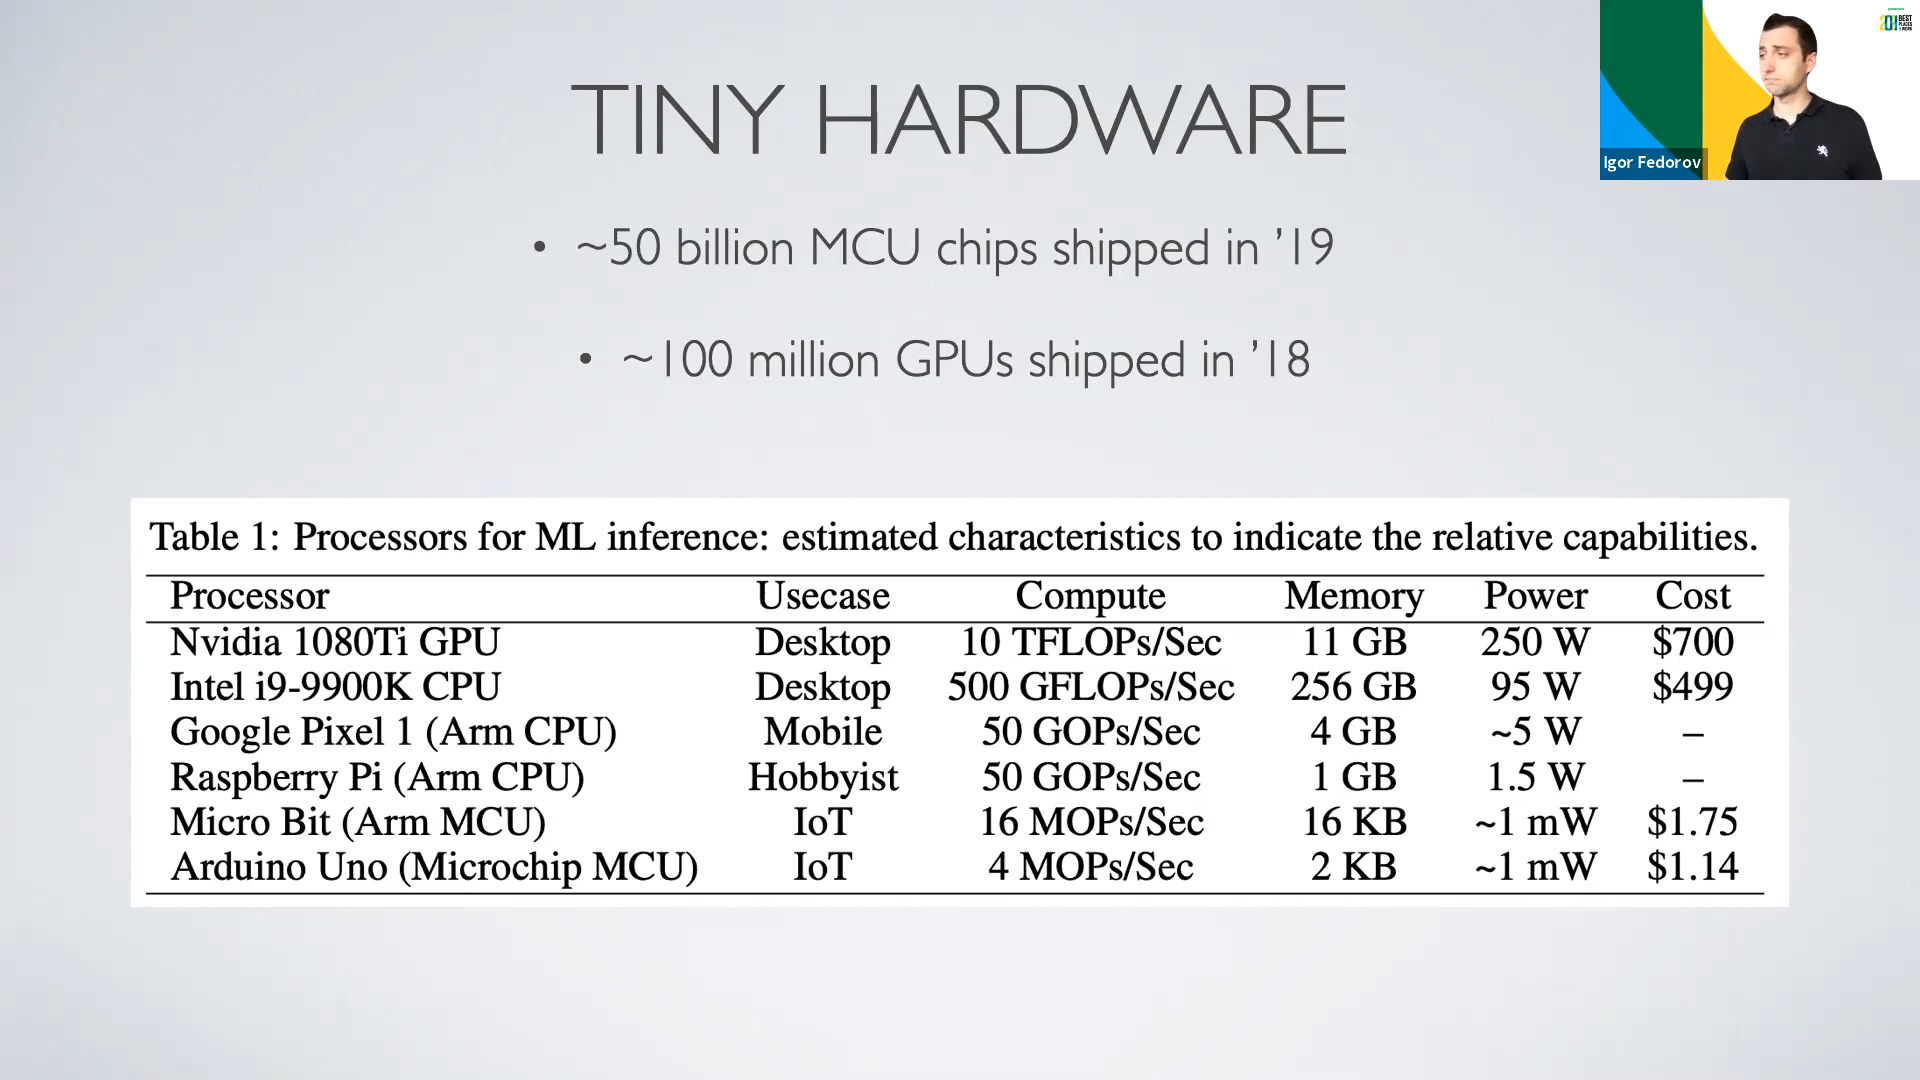 TINY HARDWARE
Igor Fedorov
BEST
PLACES
• ~50 billion MCU chips shipped in ’19
• ~100 million GPUs shipped in ’18
Table 1: Processors for ML inference: estimated characteristics to indicate the relative capabilities.
Processor Usecase Compute Memory Power Cost
Nvidia 1080Ti GPU Desktop 10 TFLOPs/Sec 11 GB 250 W $700
Intel i9-9900K CPU Desktop 500 GFLOPs/Sec 256 GB 95 W $499
Google Pixel 1 (Arm CPU) Mobile 50 GOPs/Sec 4 GB ~5 W –
Raspberry Pi (Arm CPU) Hobbyist 50 GOPs/Sec 1 GB 1.5 W –
Micro Bit (Arm MCU) IoT 16 MOPs/Sec 16 KB ~1 mW $1.75
Arduino Uno (Microchip MCU) IoT 4 MOPs/Sec 2 KB ~1 mW $1.14